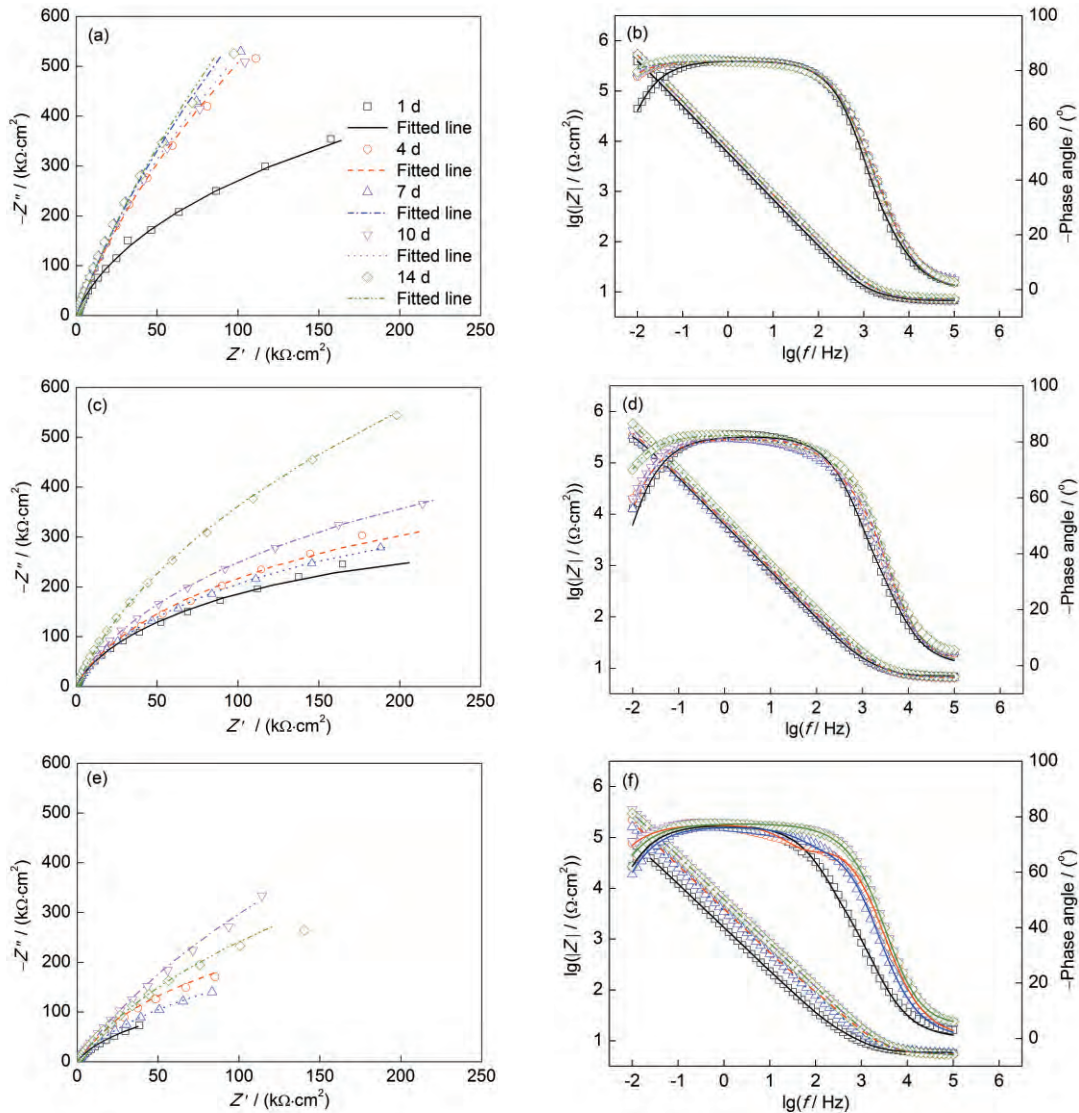 (a)
600
500
400
300
200
100
0
0 50 100 150 200 250
−Z″ / (kΩ·cm²)
Z′ / (kΩ·cm²)
1 d
Fitted line
4 d
Fitted line
7 d
Fitted line
10 d
Fitted line
14 d
Fitted line
(b)
6
5
4
3
2
1
lg(|Z| / (Ω·cm²))
100
80
60
40
20
0
−Phase angle / (°)
-2 -1 0 1 2 3 4 5 6
lg(f / Hz)
(c)
600
500
400
300
200
100
0
0 50 100 150 200 250
−Z″ / (kΩ·cm²)
Z′ / (kΩ·cm²)
(d)
6
5
4
3
2
1
lg(|Z| / (Ω·cm²))
100
80
60
40
20
0
−Phase angle / (°)
-2 -1 0 1 2 3 4 5 6
lg(f / Hz)
(e)
600
500
400
300
200
100
0
0 50 100 150 200 250
−Z″ / (kΩ·cm²)
Z′ / (kΩ·cm²)
(f)
6
5
4
3
2
1
lg(|Z| / (Ω·cm²))
100
80
60
40
20
0
−Phase angle / (°)
-2 -1 0 1 2 3 4 5 6
lg(f / Hz)